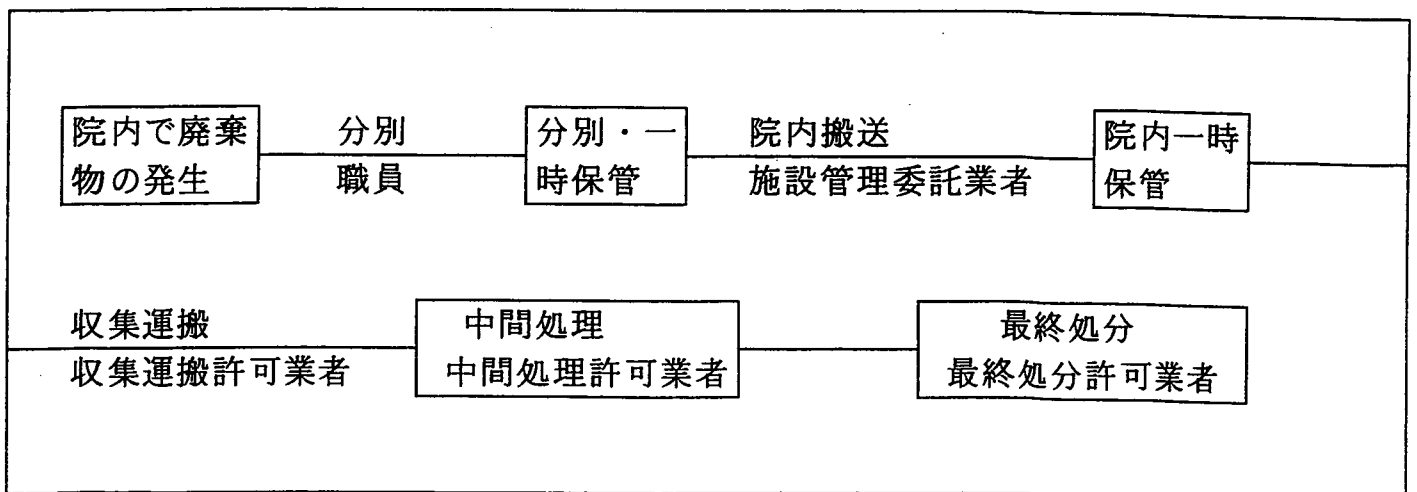 院内で廃棄
物の発生
分別
職員
分別・一
時保管
院内搬送
施設管理委託業者
院内一時
保管
収集運搬
収集運搬許可業者
中間処理
中間処理許可業者
最終処分
最終処分許可業者